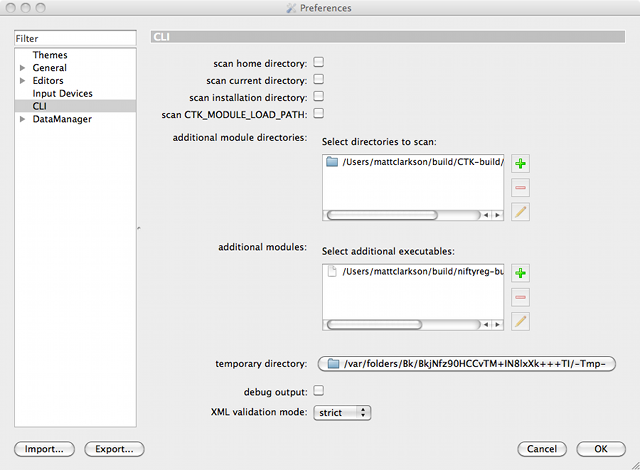 Preferences
Filter
Themes
General
Editors
Input Devices
CLI
DataManager
CLI
scan home directory:
scan current directory:
scan installation directory:
scan CTK_MODULE_LOAD_PATH:
additional module directories:
Select directories to scan:
/Users/mattclarkson/build/CTK-build/
additional modules:
Select additional executables:
/Users/mattclarkson/build/niftyreg-bu
temporary directory:
/var/folders/Bk/BkjNfz90HCCvTM+IN8lxXk+++TI/-Tmp-
debug output:
XML validation mode:
strict
Import...
Export...
Cancel
OK